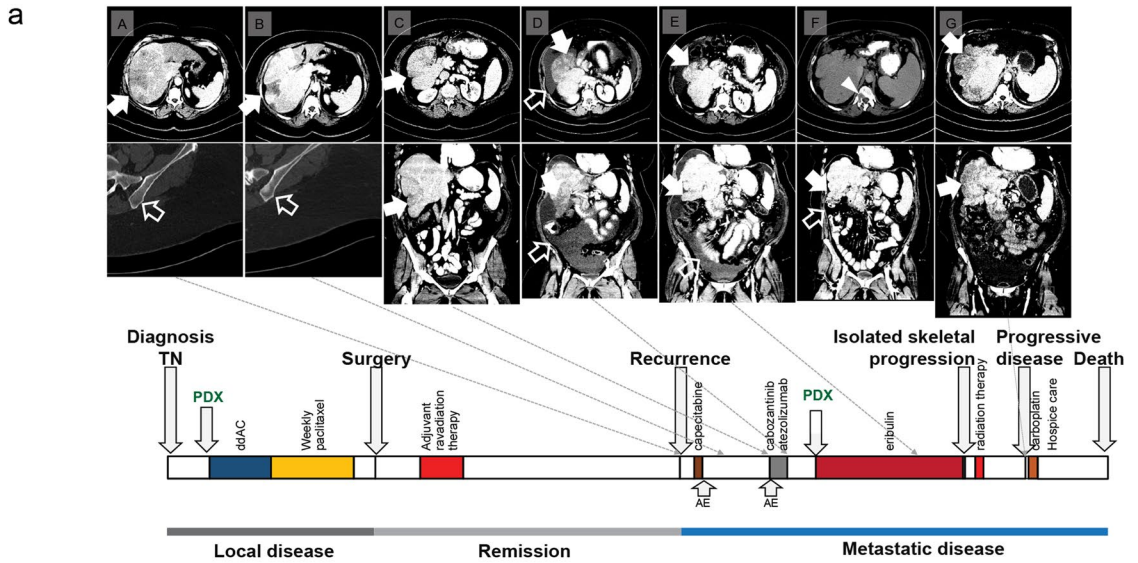 a
A
B
C
D
E
F
G
Diagnosis
TN
Surgery
Recurrence
Isolated skeletal
progression
Progressive
disease
Death
PDX
PDX
ddAC
Weekly
paclitaxel
Adjuvant
ravadiation
therapy
capecitabine
cabozantinib
atezolizumab
eribulin
radiation therapy
carboplatin
Hospice care
AE
AE
Local disease
Remission
Metastatic disease